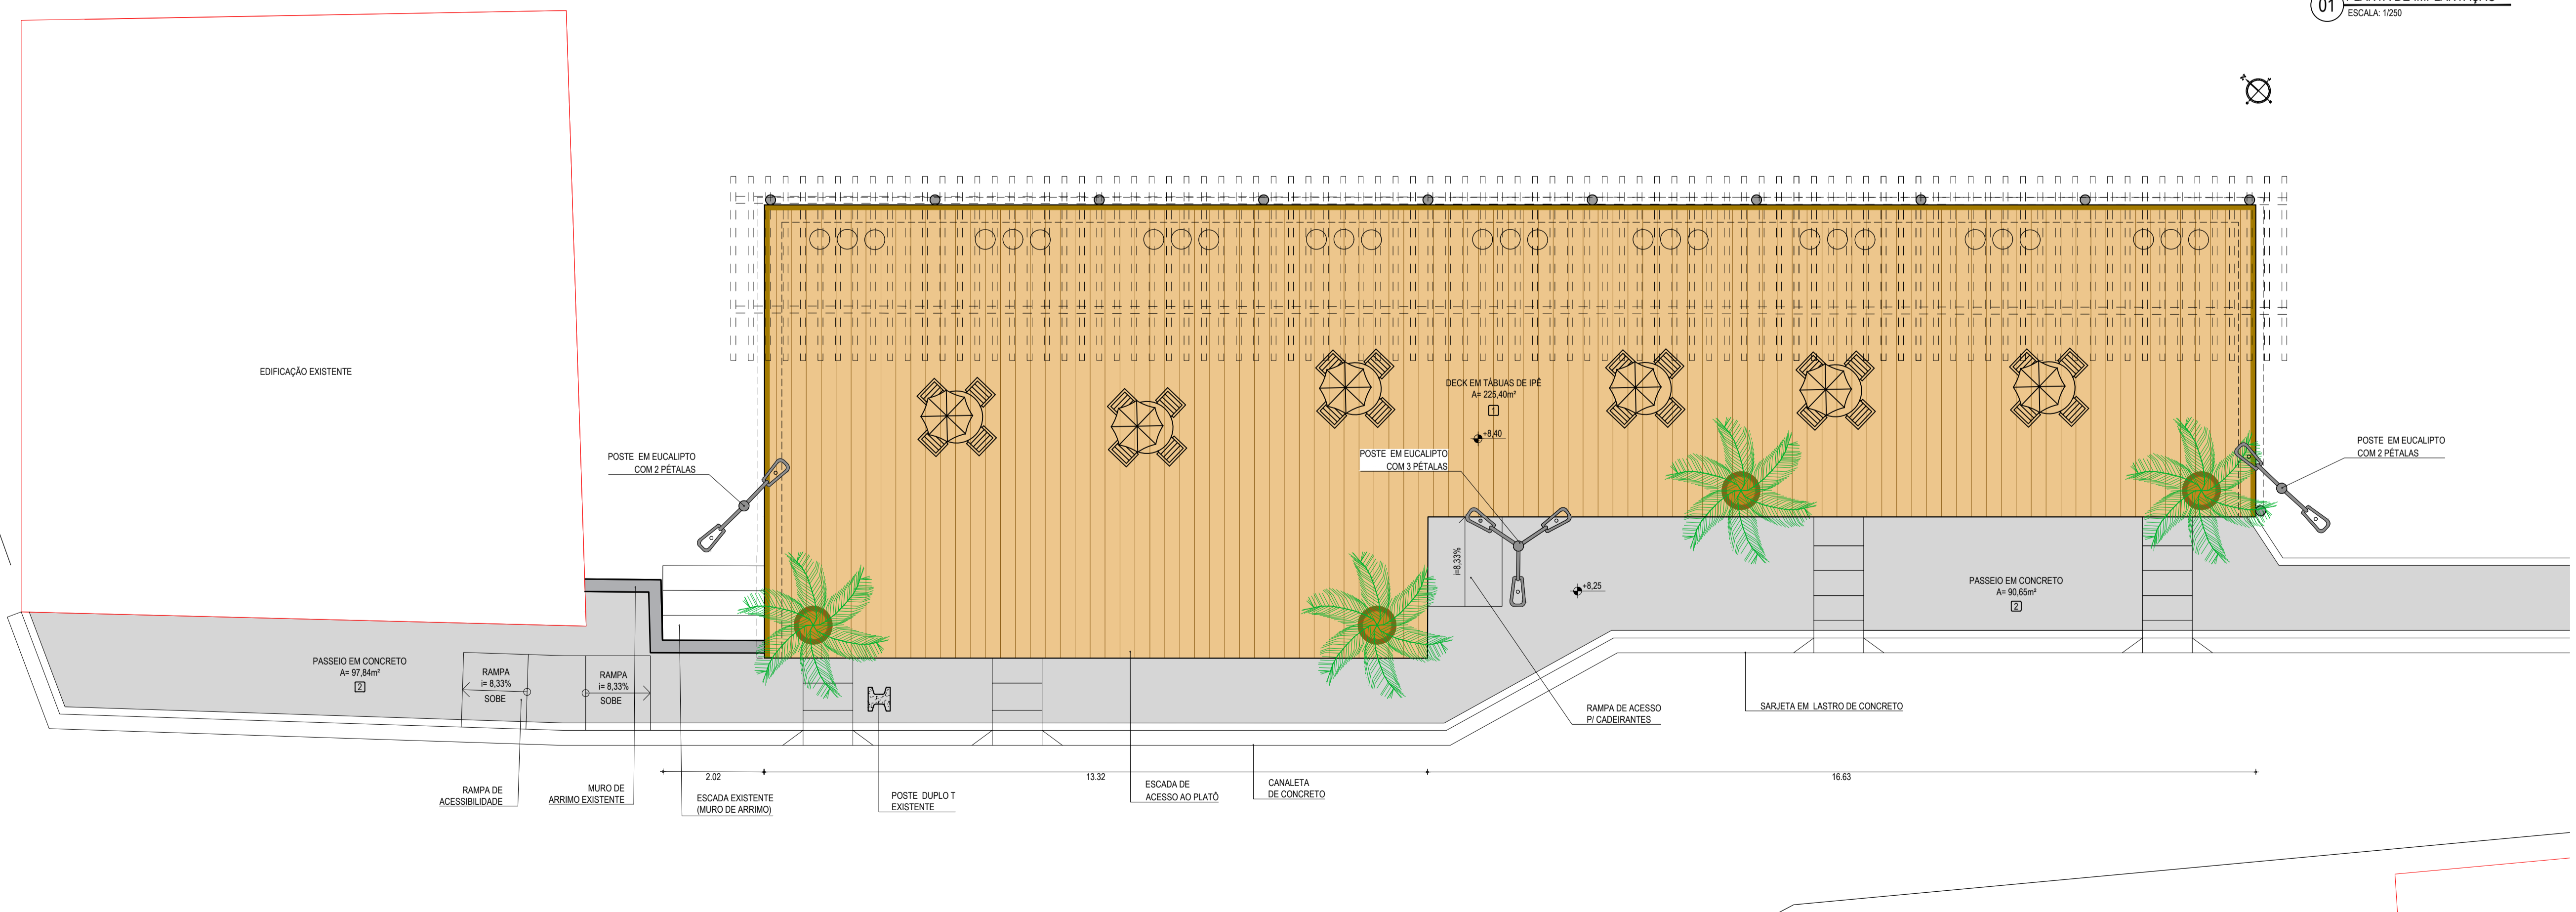 01
ESCALA: 1/250
N
EDIFICAÇÃO EXISTENTE
DECK EM TÁBUAS DE IPÊ
A= 225,40m²
1
+8,40
POSTE  EM EUCALIPTO
COM 2 PÉTALAS
POSTE  EM EUCALIPTO
COM 3 PÉTALAS
POSTE  EM EUCALIPTO
COM 2 PÉTALAS
i=8,33%
+8,25
PASSEIO EM CONCRETO
A= 90,65m²
2
PASSEIO EM CONCRETO
A= 97,84m²
2
RAMPA
i= 8,33%
SOBE
RAMPA
i= 8,33%
SOBE
RAMPA DE ACESSO
P/ CADEIRANTES
SARJETA EM  LASTRO DE CONCRETO
2.02
13.32
16.63
RAMPA DE
ACESSIBILIDADE
MURO DE
ARRIMO EXISTENTE
ESCADA EXISTENTE
(MURO DE ARRIMO)
POSTE  DUPLO T
EXISTENTE
ESCADA DE
ACESSO AO PLATÔ
CANALETA
DE CONCRETO